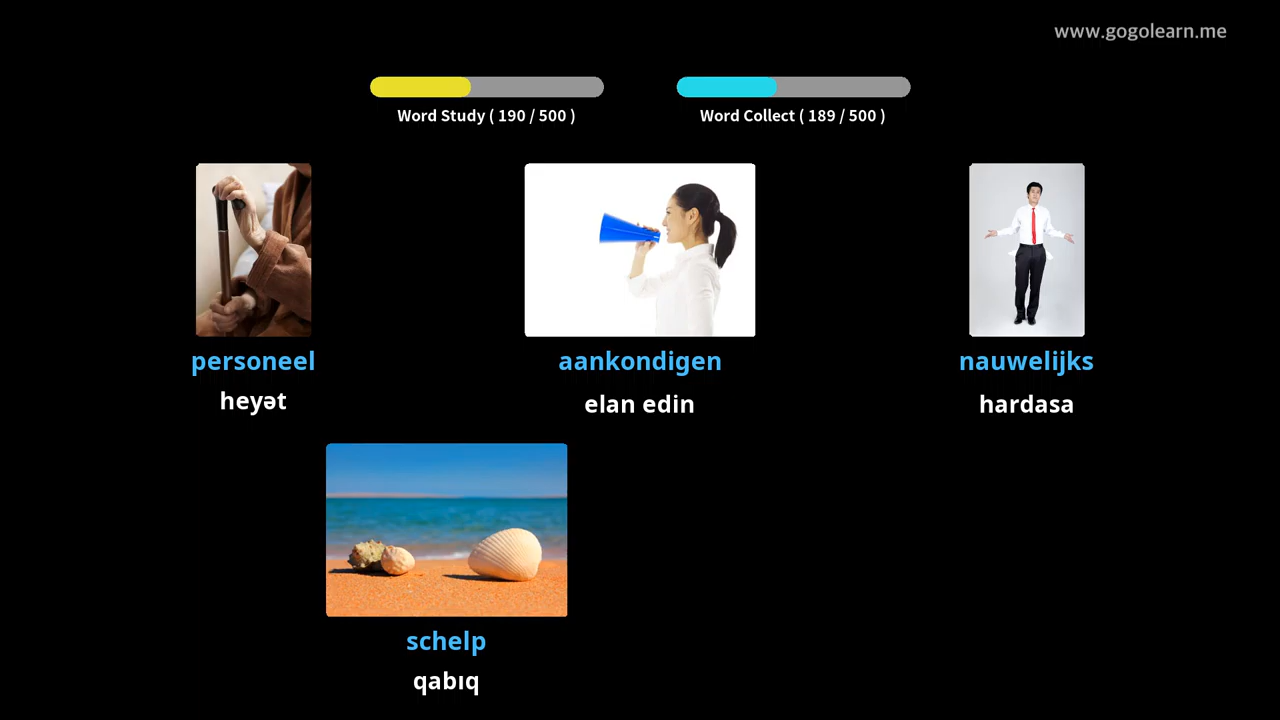 www.gogolearn.me
Word Study ( 190 / 500 )
Word Collect ( 189 / 500 )
personeel
heyət
aankondigen
elan edin
nauwelijks
hardasa
schelp
qabıq